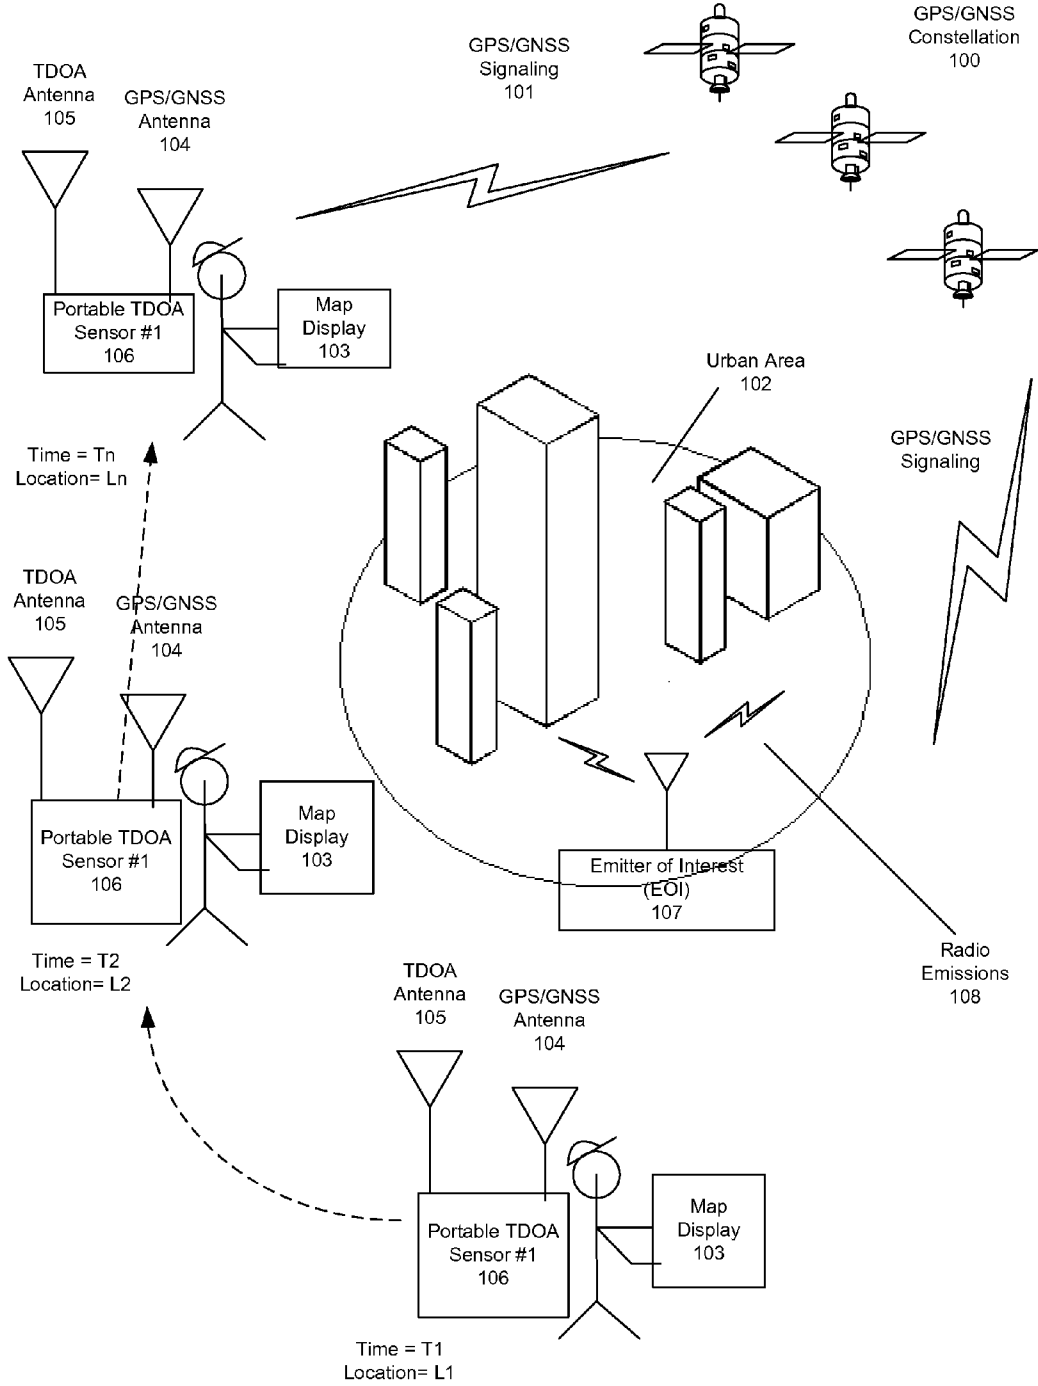 GPS/GNSS
Constellation
100
GPS/GNSS
Signaling
101
TDOA
Antenna
105
GPS/GNSS
Antenna
104
Portable TDOA
Sensor #1
106
Map
Display
103
Time = Tn
Location= Ln
Urban Area
102
GPS/GNSS
Signaling
TDOA
Antenna
105
GPS/GNSS
Antenna
104
Portable TDOA
Sensor #1
106
Map
Display
103
Time = T2
Location= L2
Emitter of Interest
(EOI)
107
Radio
Emissions
108
TDOA
Antenna
105
GPS/GNSS
Antenna
104
Portable TDOA
Sensor #1
106
Map
Display
103
Time = T1
Location= L1